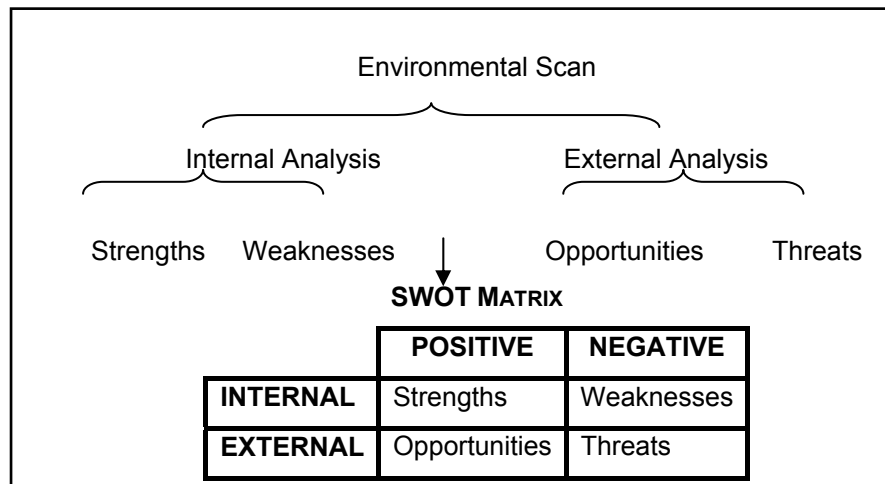 Environmental Scan
Internal Analysis External Analysis
Strengths Weaknesses Opportunities Threats
SWOT MATRIX
POSITIVE NEGATIVE
INTERNAL Strengths Weaknesses
EXTERNAL Opportunities Threats